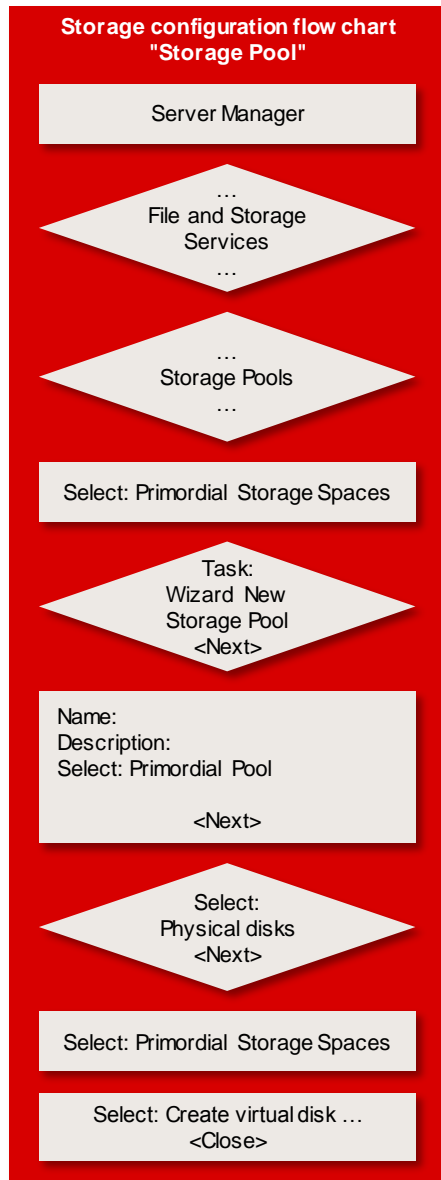 Storage configuration flow chart
"Storage Pool"
Server Manager
…
File and Storage
Services
…
…
Storage Pools
…
Select: Primordial Storage Spaces
Task:
Wizard New
Storage Pool
<Next>
Name:
Description:
Select: Primordial Pool
<Next>
Select:
Physical disks
<Next>
Select: Primordial Storage Spaces
Select: Create virtual disk …
<Close>